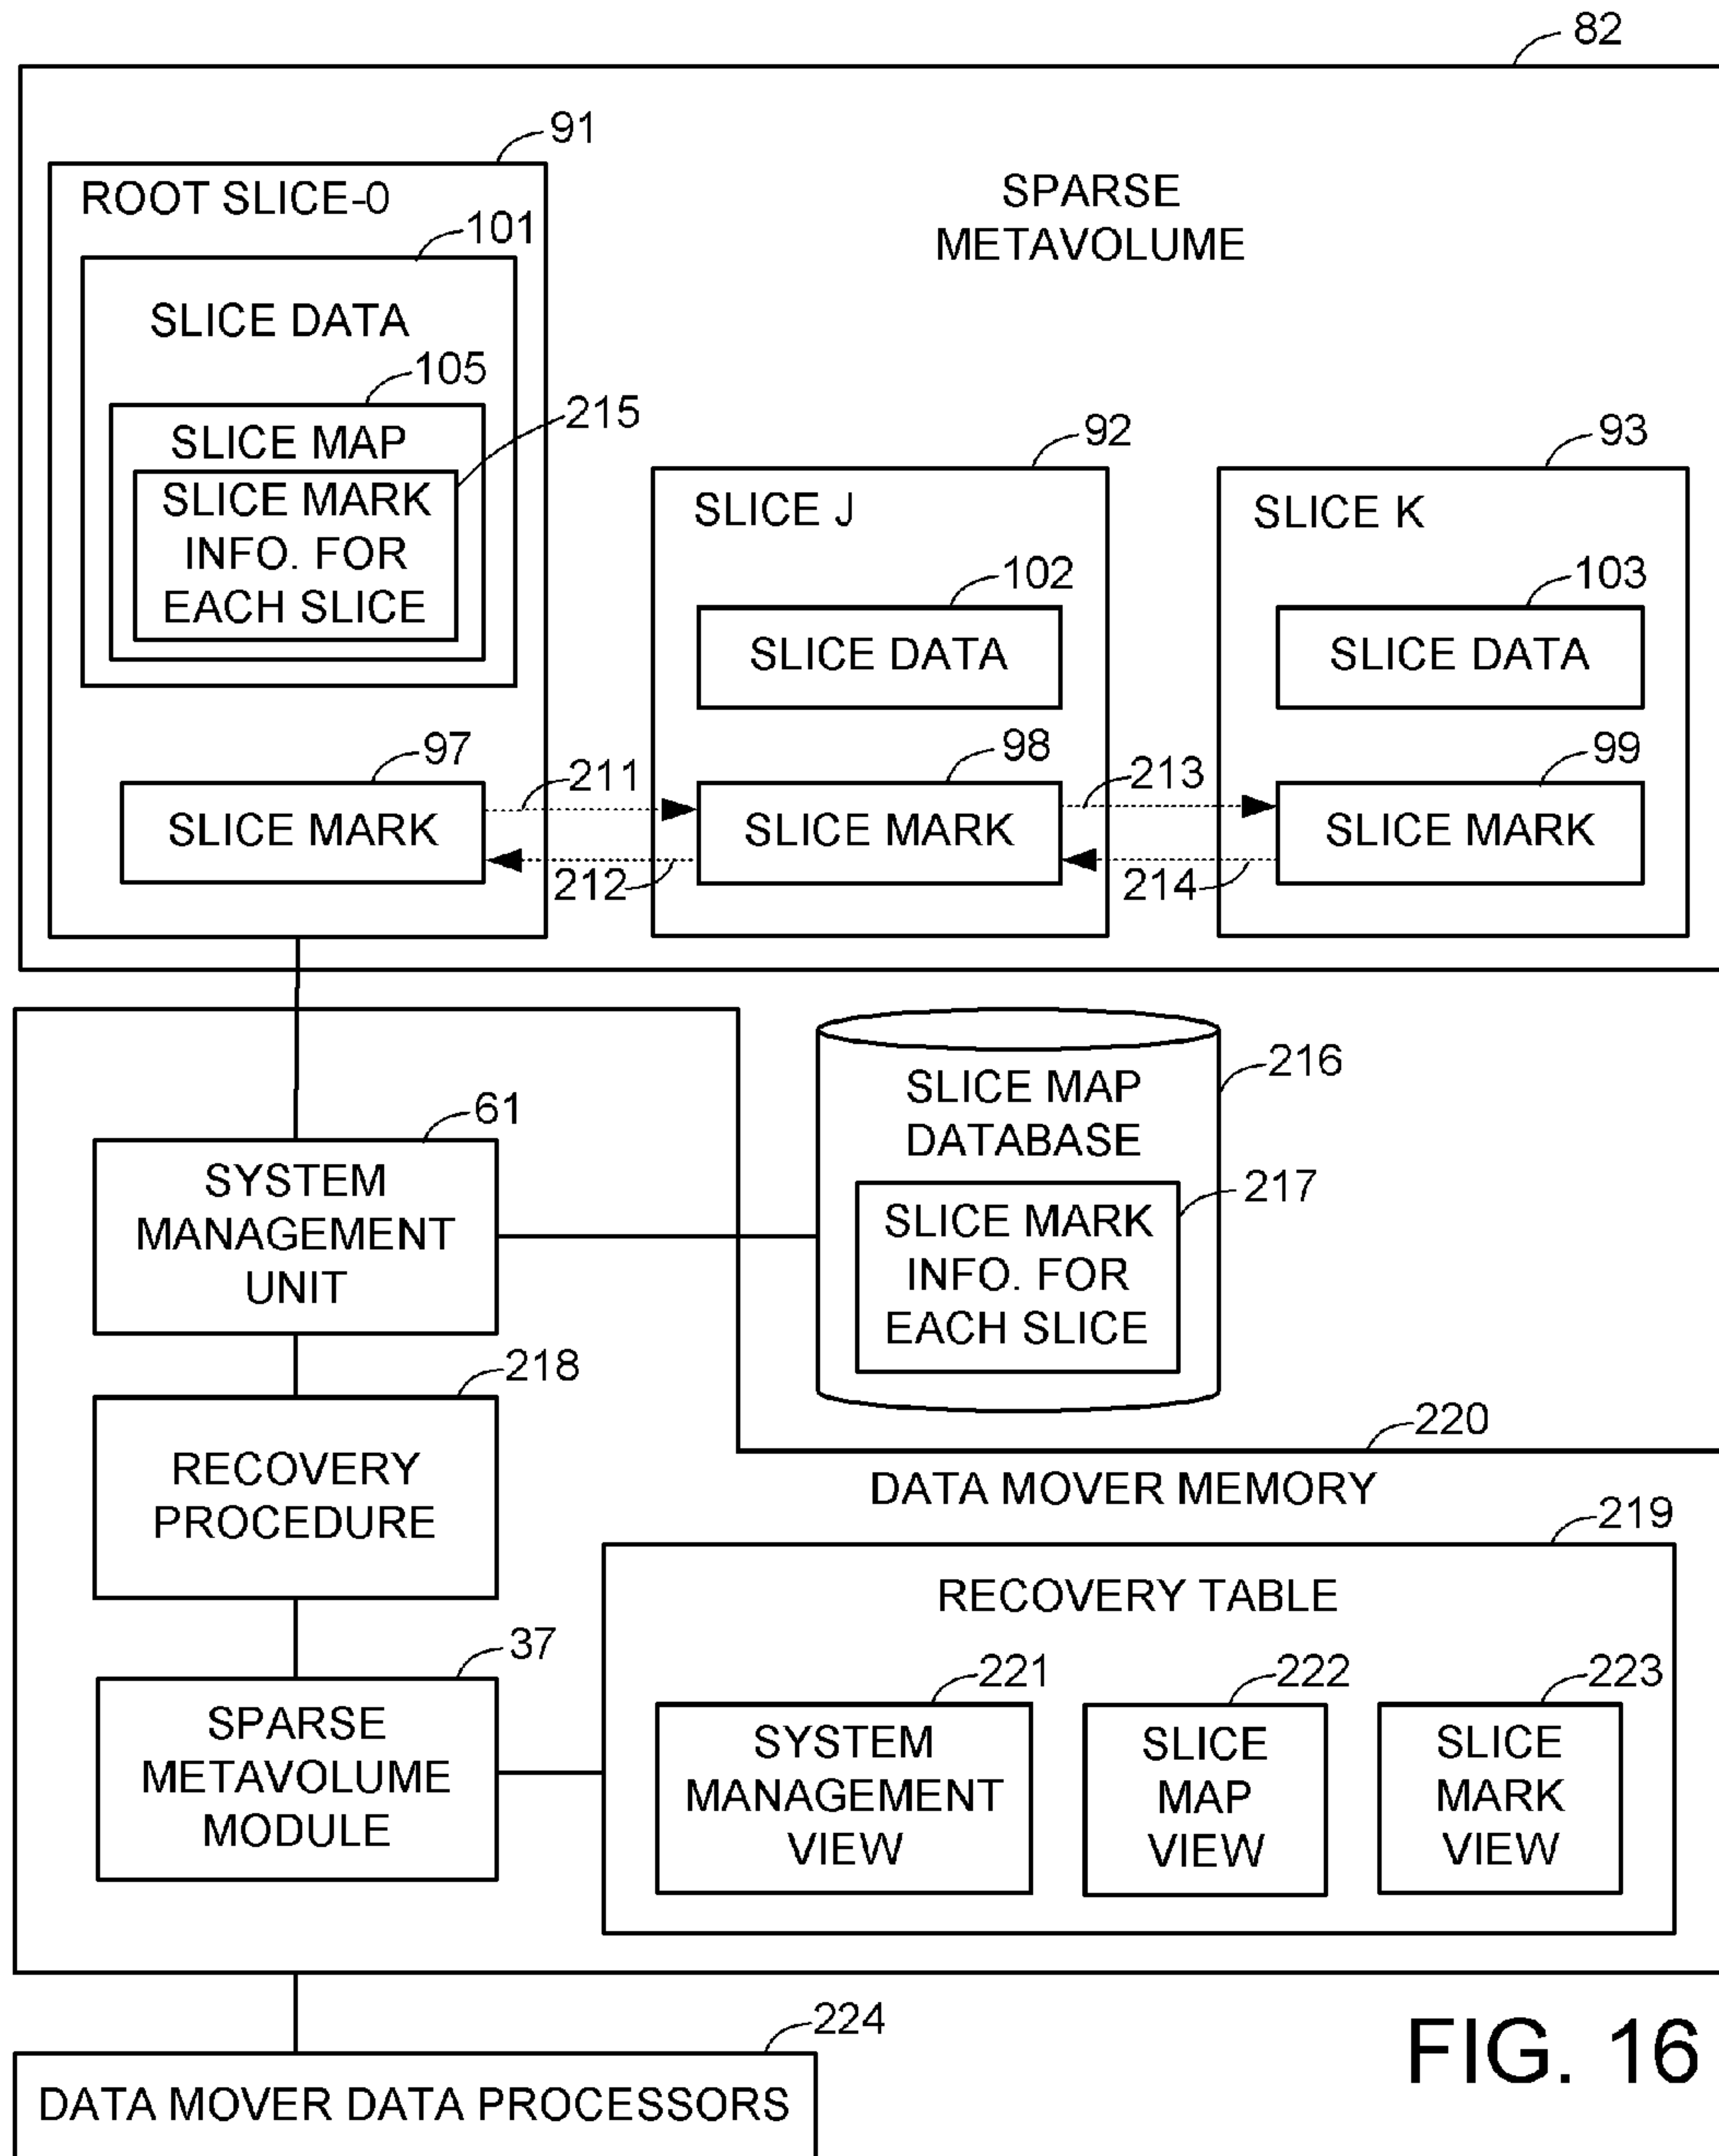 82
91
ROOT SLICE-0
SPARSE
METAVOLUME
101
SLICE DATA
105
SLICE MAP
215
SLICE MARK
INFO. FOR
EACH SLICE
92
SLICE J
93
SLICE K
102
SLICE DATA
103
SLICE DATA
97
SLICE MARK
211
212
98
SLICE MARK
213
214
99
SLICE MARK
216
SLICE MAP
DATABASE
217
SLICE MARK
INFO. FOR
EACH SLICE
61
SYSTEM
MANAGEMENT
UNIT
218
RECOVERY
PROCEDURE
220
DATA MOVER MEMORY
219
RECOVERY TABLE
37
SPARSE
METAVOLUME
MODULE
221
SYSTEM
MANAGEMENT
VIEW
222
SLICE
MAP
VIEW
223
SLICE
MARK
VIEW
224
DATA MOVER DATA PROCESSORS
FIG. 16